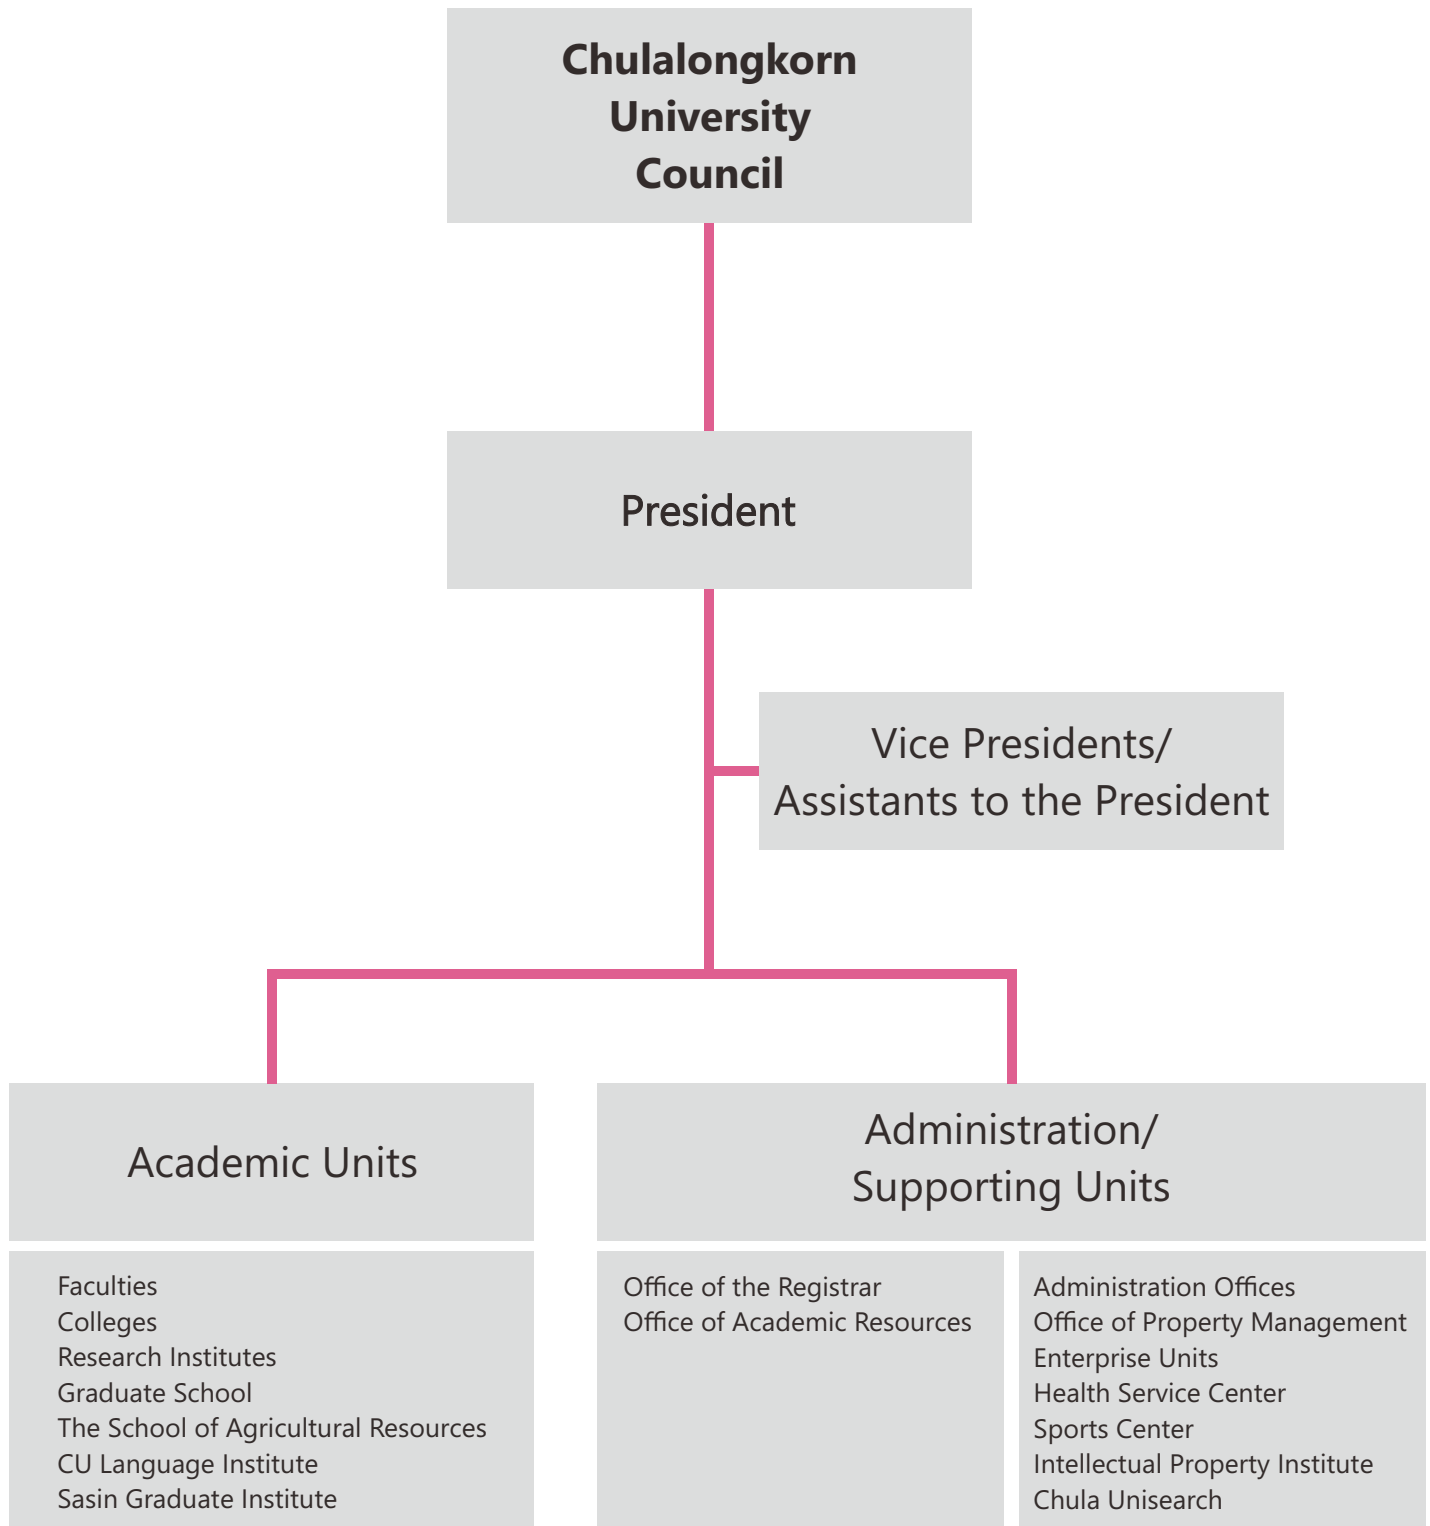 Chulalongkorn
University
Council
President
Vice Presidents/
Assistants to the President
Academic Units
Faculties
Colleges
Research Institutes
Graduate School
The School of Agricultural Resources
CU Language Institute
Sasin Graduate Institute
Administration/
Supporting Units
Office of the Registrar
Office of Academic Resources
Administration Offices
Office of Property Management
Enterprise Units
Health Service Center
Sports Center
Intellectual Property Institute
Chula Unisearch